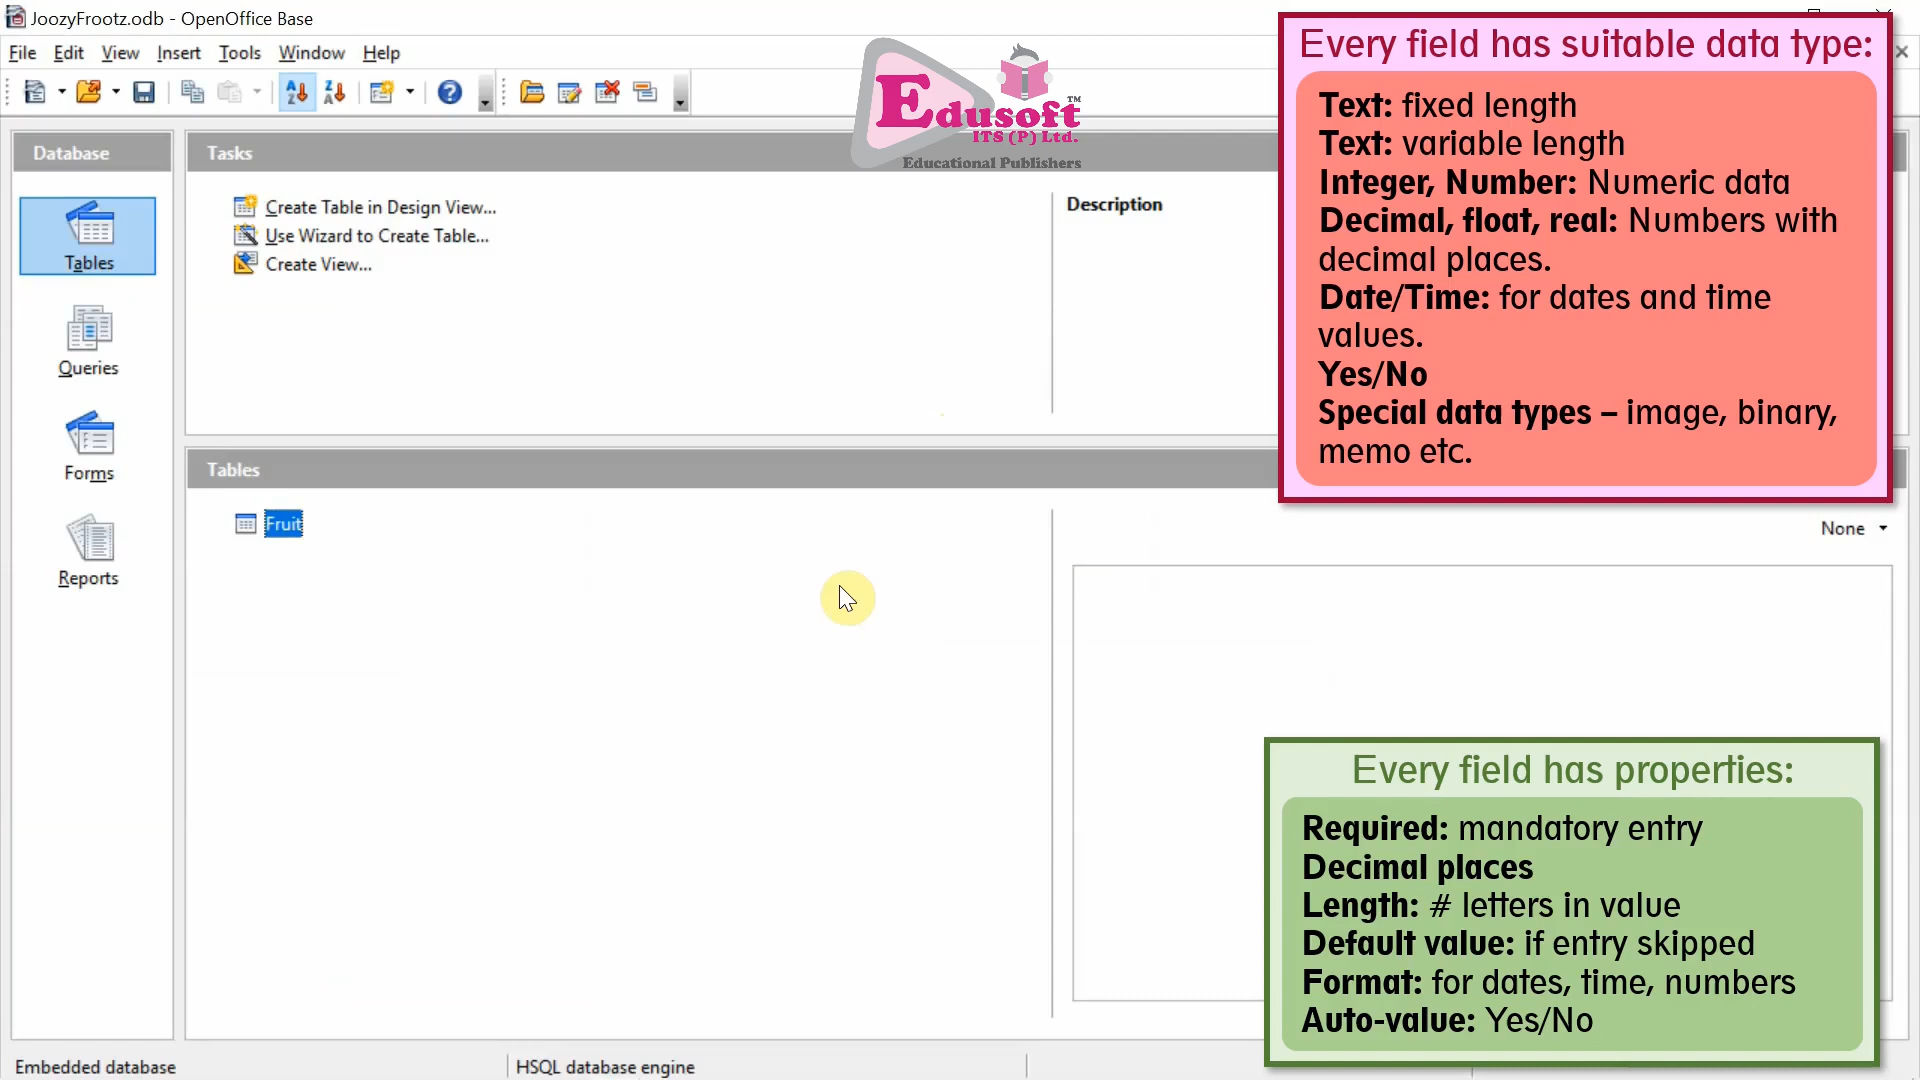 JoozyFrootz.odb - OpenOffice Base
File Edit View Insert Tools Window Help
Edusoft™
ITS (P) Ltd.
Educational Publishers
Database
Tables
Queries
Forms
Reports
Tasks
Create Table in Design View...
Use Wizard to Create Table...
Create View...
Description
Tables
Fruit
None
Every field has suitable data type:
Text: fixed length
Text: variable length
Integer, Number: Numeric data
Decimal, float, real: Numbers with
decimal places.
Date/Time: for dates and time
values.
Yes/No
Special data types – image, binary,
memo etc.
Every field has properties:
Required: mandatory entry
Decimal places
Length: # letters in value
Default value: if entry skipped
Format: for dates, time, numbers
Auto-value: Yes/No
Embedded database
HSQL database engine